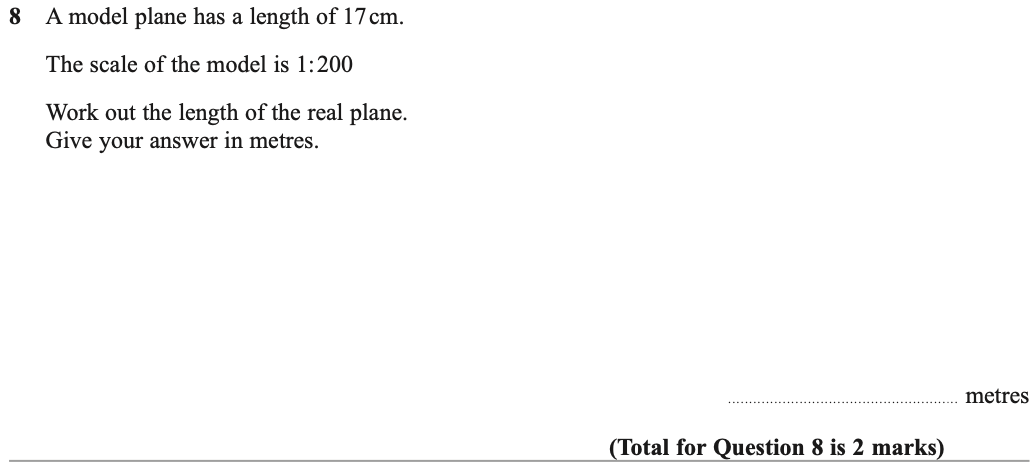 8 A model plane has a length of 17 cm.
The scale of the model is 1:200
Work out the length of the real plane.
Give your answer in metres.
...................................................... metres
(Total for Question 8 is 2 marks)